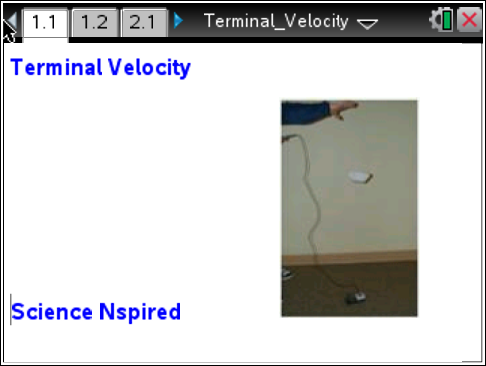 1.1 1.2 2.1 Terminal_Velocity
Terminal Velocity
Science Nspired